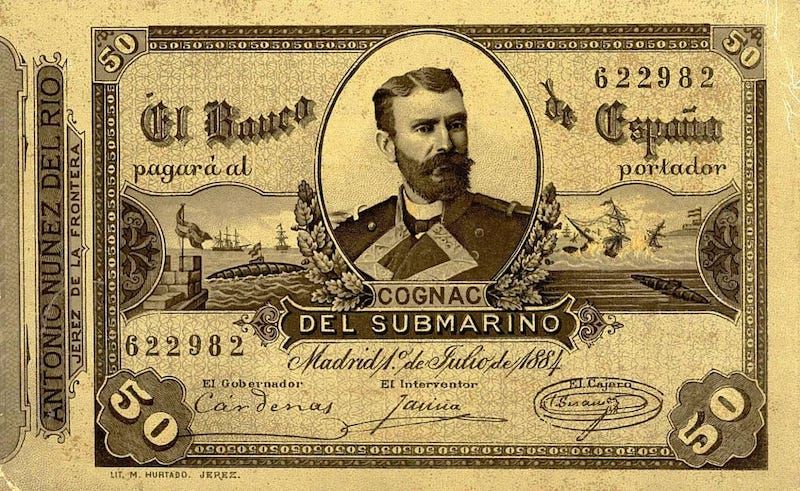 ANTONIO NUÑEZ DEL RIO
JEREZ DE LA FRONTERA
50
50
622982
El Banco de España
pagará al portador
COGNAC
DEL SUBMARINO
622982
Madrid 1.º de Julio de 1884
El Gobernador
El Interventor
El Cajero
Cárdenas
50
50
LIT. M. HURTADO. JEREZ.